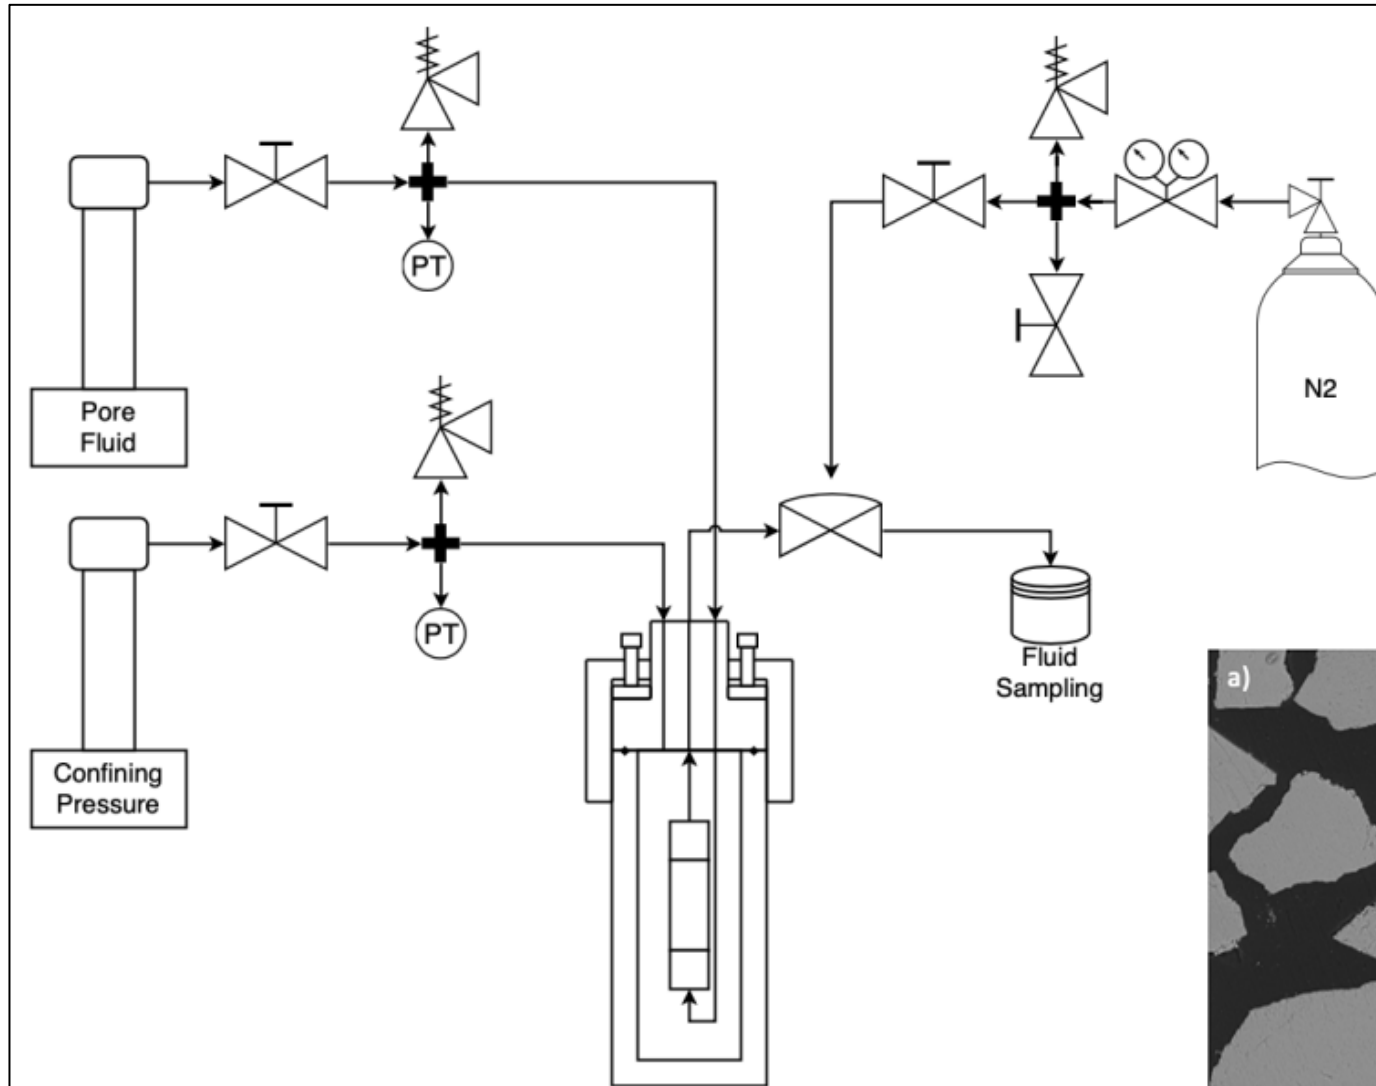 PT
Pore
Fluid
N2
PT
Fluid
Sampling
a)
Confining
Pressure